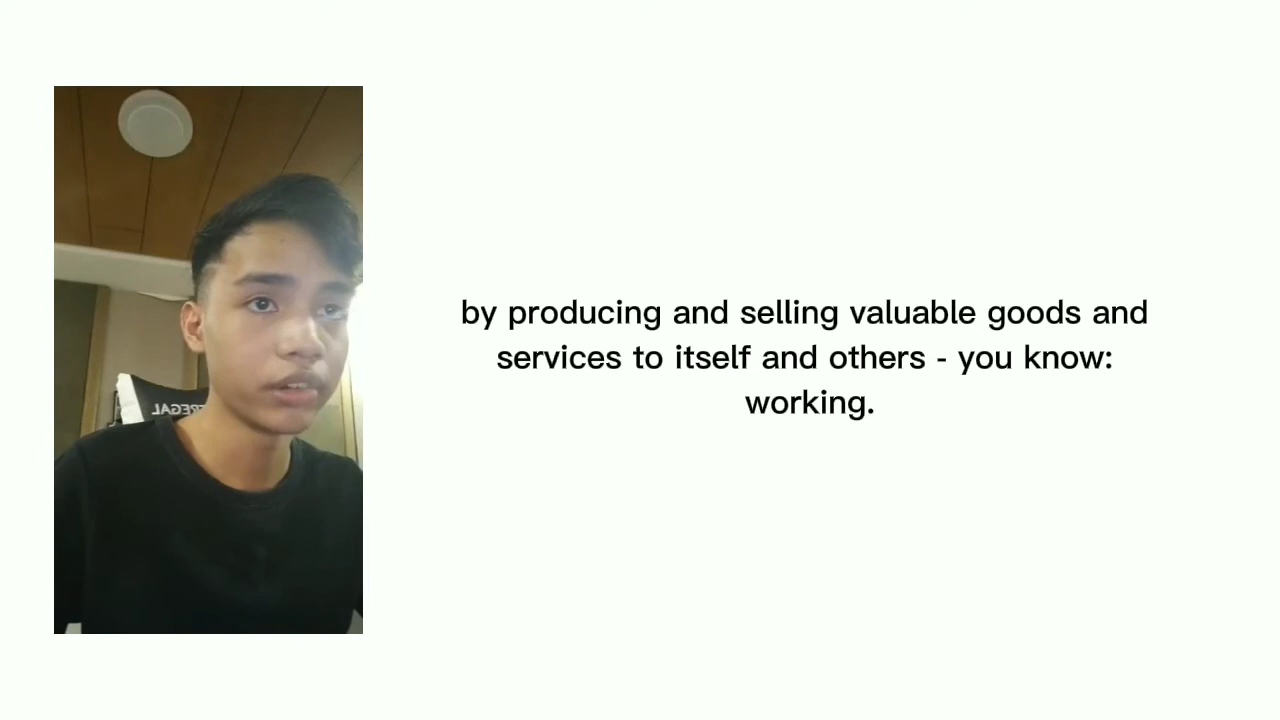 by producing and selling valuable goods and
services to itself and others - you know:
working.